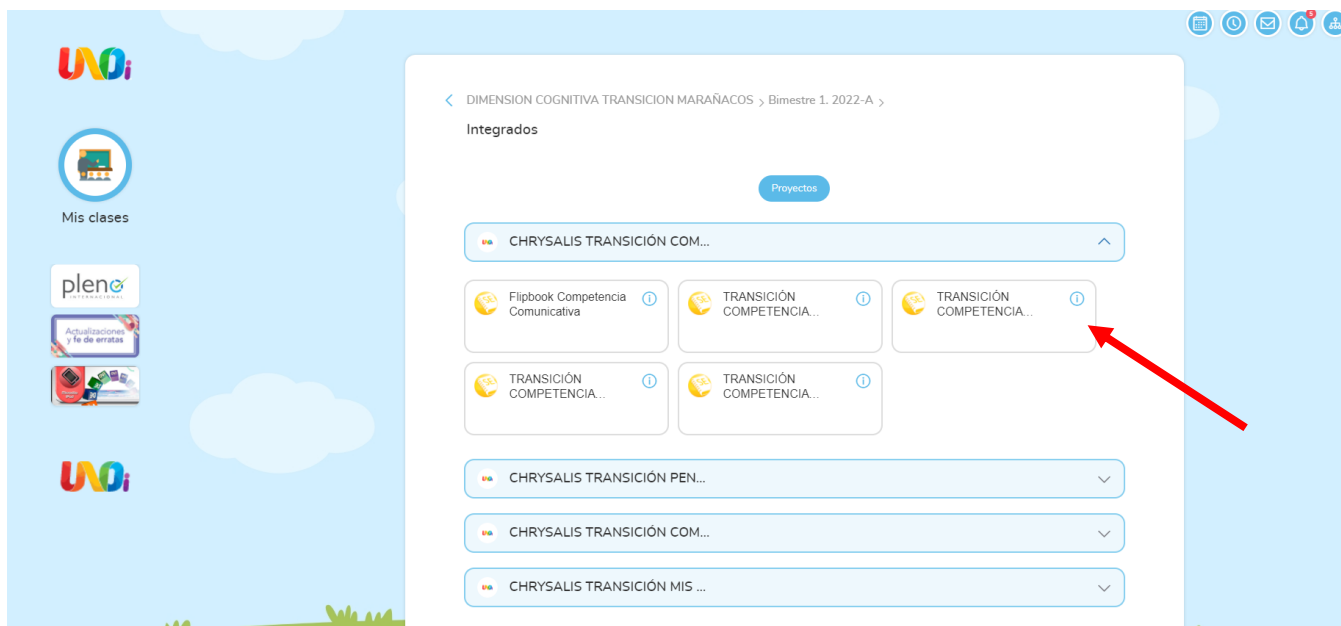 5
UNOi
DIMENSION COGNITIVA TRANSICION MARAÑACOS > Bimestre 1. 2022-A >
Integrados
Mis clases
Proyectos
CHRYSALIS TRANSICIÓN COM...
pleno
INTERNACIONAL
Flipbook Competencia
Comunicativa
TRANSICIÓN
COMPETENCIA...
TRANSICIÓN
COMPETENCIA...
Actualizaciones
y fe de erratas
TRANSICIÓN
COMPETENCIA...
TRANSICIÓN
COMPETENCIA...
UNOi
CHRYSALIS TRANSICIÓN PEN...
CHRYSALIS TRANSICIÓN COM...
CHRYSALIS TRANSICIÓN MIS ...